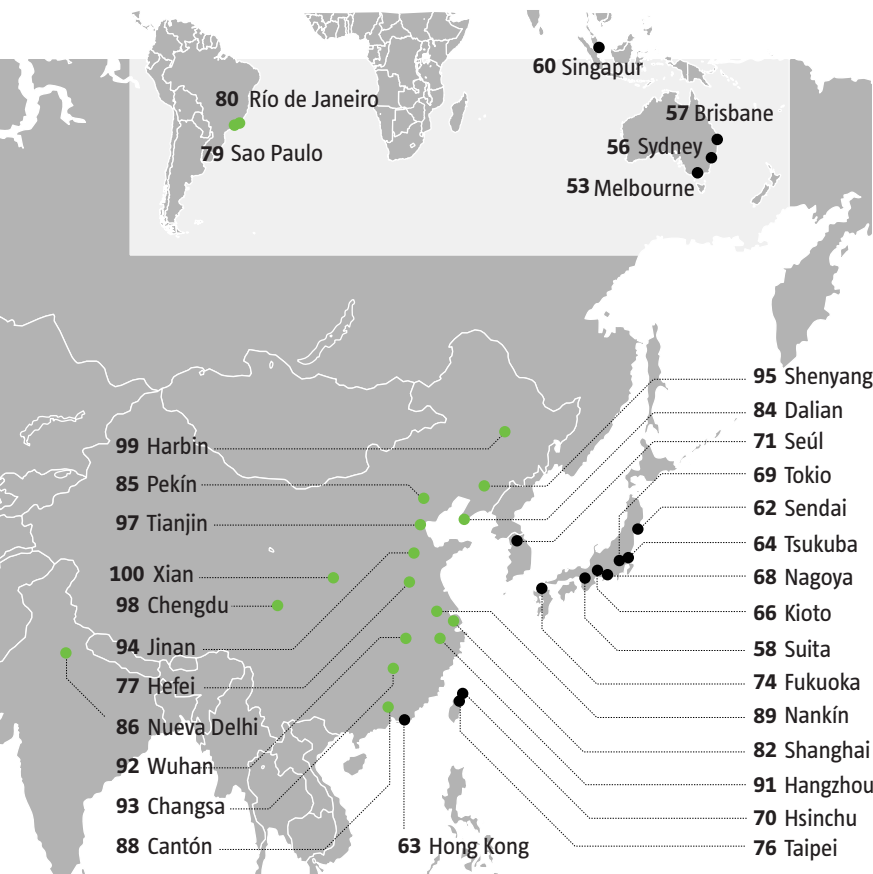 60 Singapur
80 Río de Janeiro
57 Brisbane
56 Sydney
79 Sao Paulo
53 Melbourne
99 Harbin
85 Pekín
97 Tianjin
100 Xian
98 Chengdu
94 Jinan
77 Hefei
86 Nueva Delhi
92 Wuhan
93 Changsa
88 Cantón
63 Hong Kong
95 Shenyang
84 Dalian
71 Seúl
69 Tokio
62 Sendai
64 Tsukuba
68 Nagoya
66 Kioto
58 Suita
74 Fukuoka
89 Nankín
82 Shanghai
91 Hangzhou
70 Hsinchu
76 Taipei